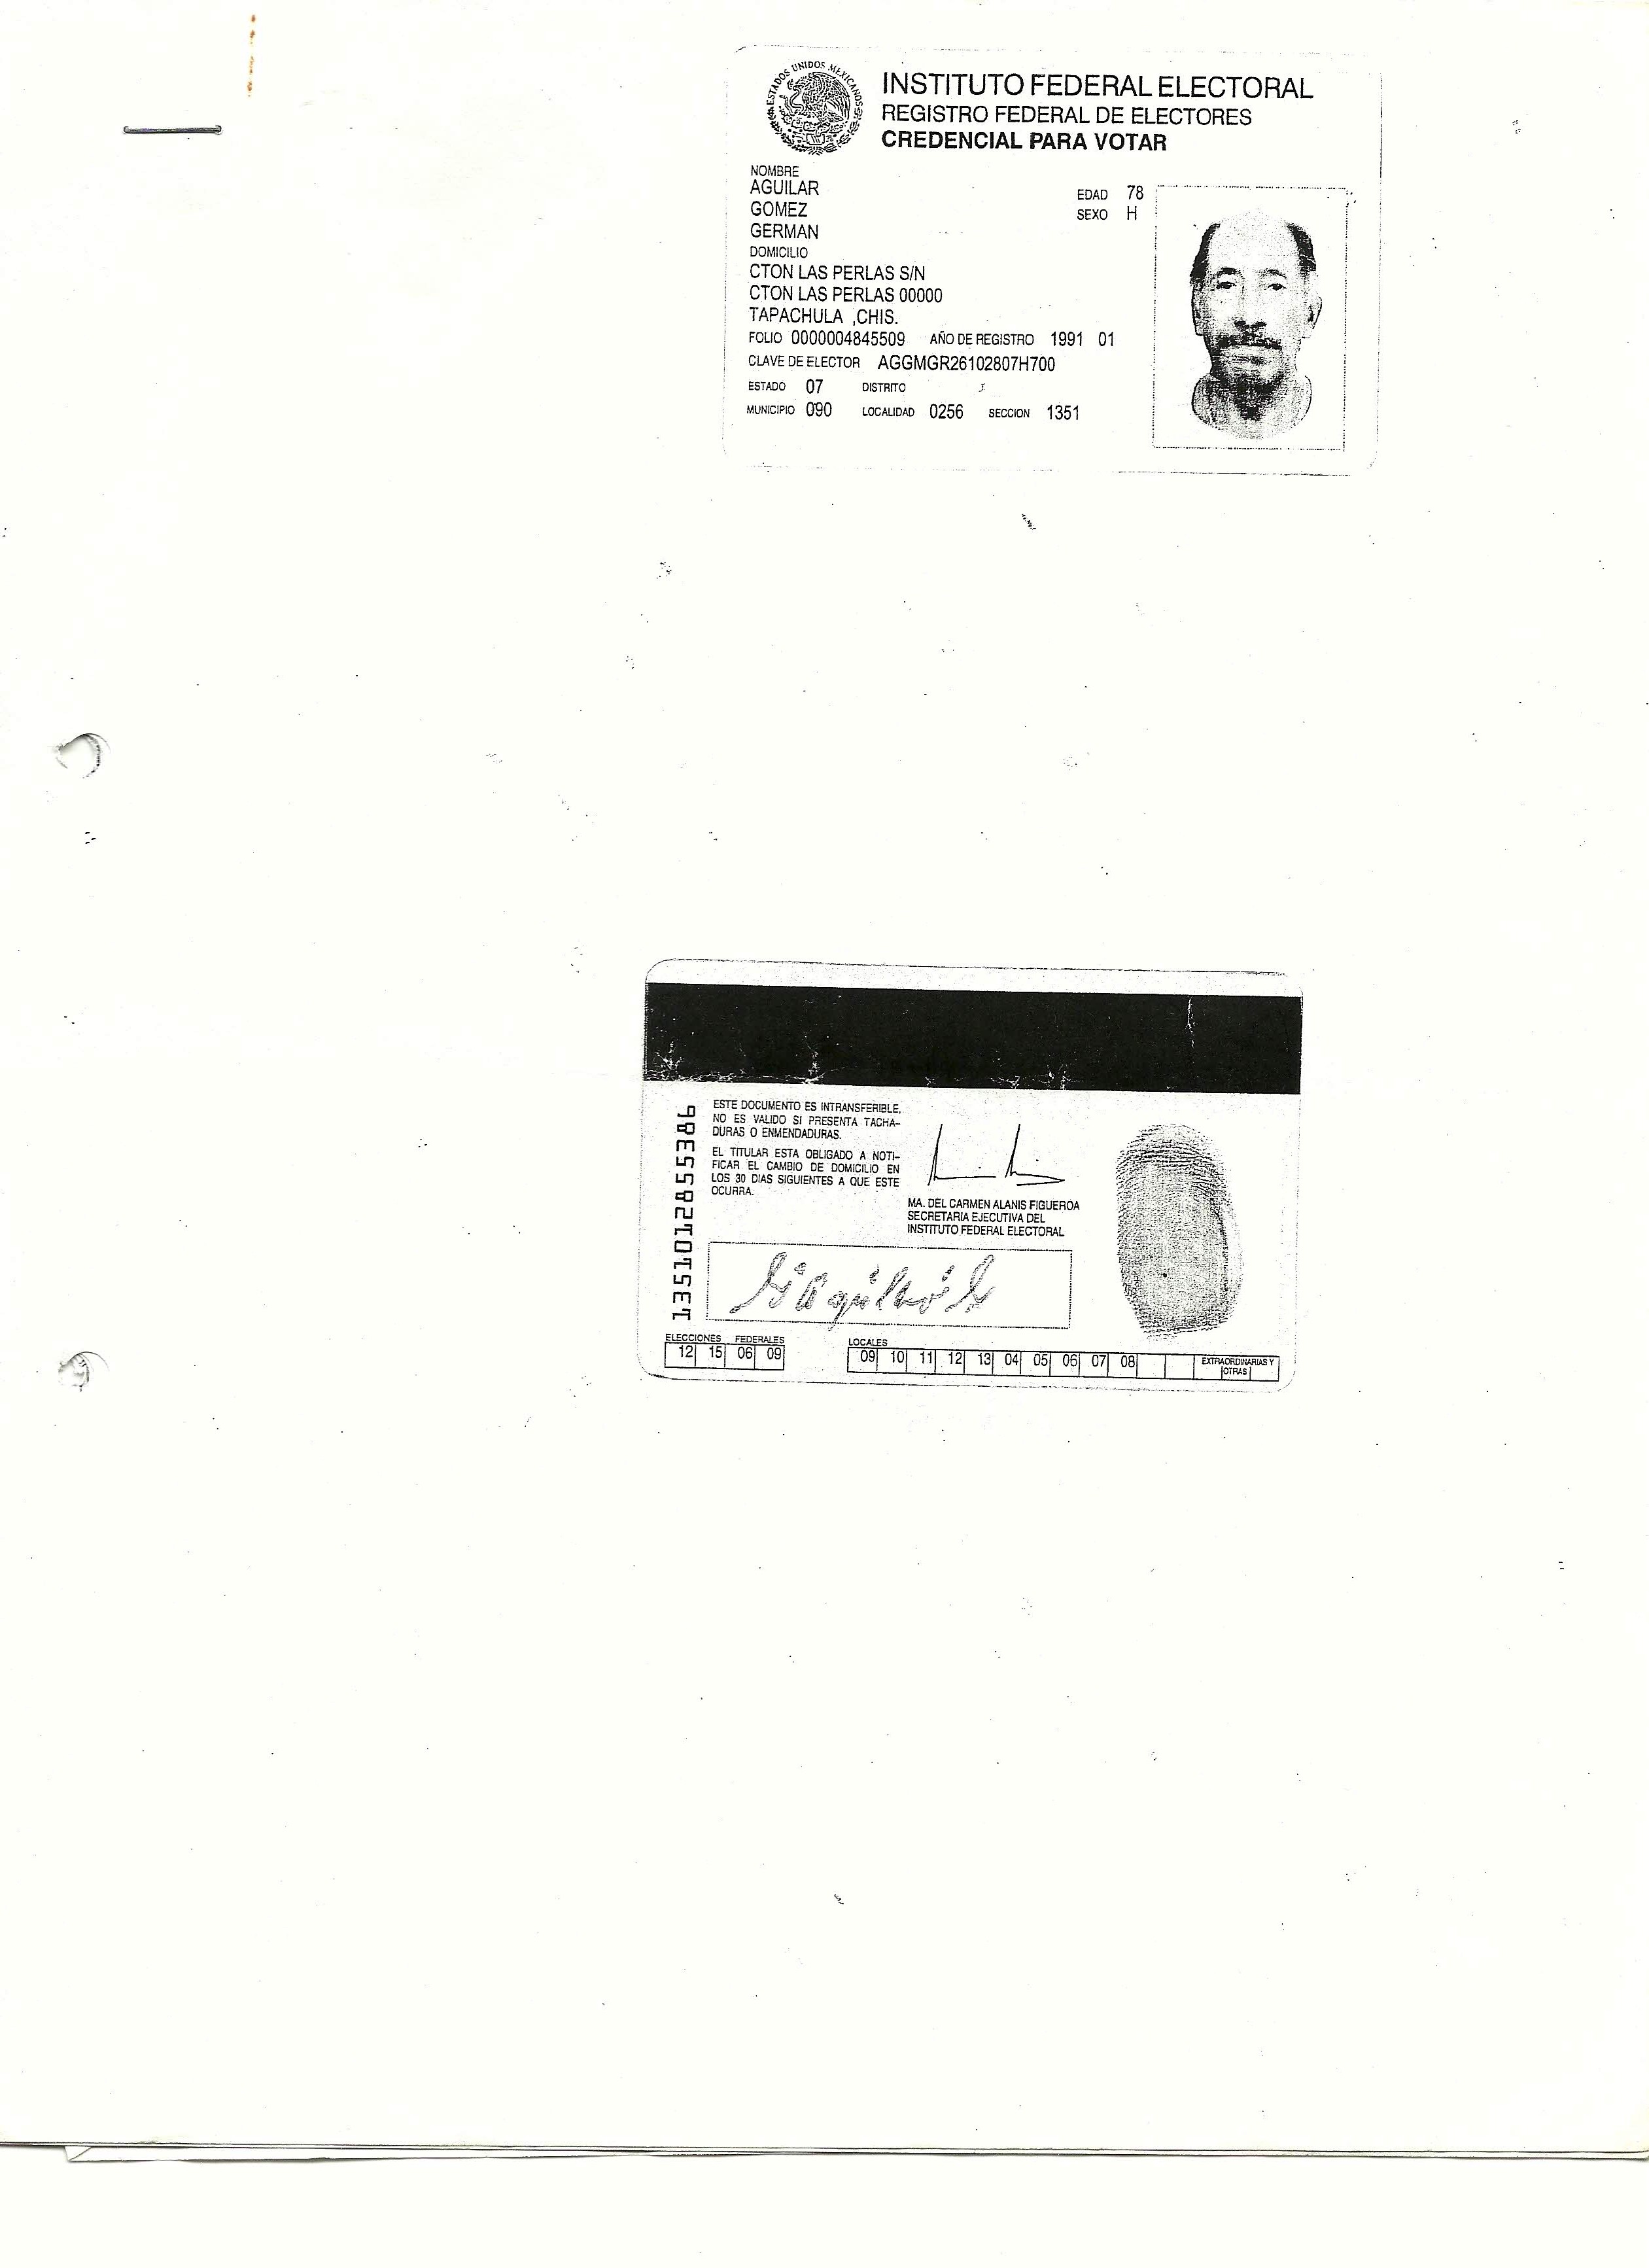 ESTADOS UNIDOS MEXICANOS
INSTITUTO FEDERAL ELECTORAL
REGISTRO FEDERAL DE ELECTORES
CREDENCIAL PARA VOTAR
NOMBRE
AGUILAR
GOMEZ
GERMAN
EDAD 78
SEXO H
DOMICILIO
CTON LAS PERLAS S/N
CTON LAS PERLAS 00000
TAPACHULA ,CHIS.
FOLIO 0000004845509 AÑO DE REGISTRO 1991 01
CLAVE DE ELECTOR AGGMGR26102807H700
ESTADO 07 DISTRITO
MUNICIPIO 090 LOCALIDAD 0256 SECCION 1351
1351012855386
ESTE DOCUMENTO ES INTRANSFERIBLE.
NO ES VALIDO SI PRESENTA TACHA-
DURAS O ENMENDADURAS.
EL TITULAR ESTA OBLIGADO A NOTI-
FICAR EL CAMBIO DE DOMICILIO EN
LOS 30 DIAS SIGUIENTES A QUE ESTE
OCURRA.
MA. DEL CARMEN ALANIS FIGUEROA
SECRETARIA EJECUTIVA DEL
INSTITUTO FEDERAL ELECTORAL
ELECCIONES FEDERALES
12 15 06 09
LOCALES
09 10 11 12 13 04 05 06 07 08
EXTRAORDINARIAS Y
OTRAS